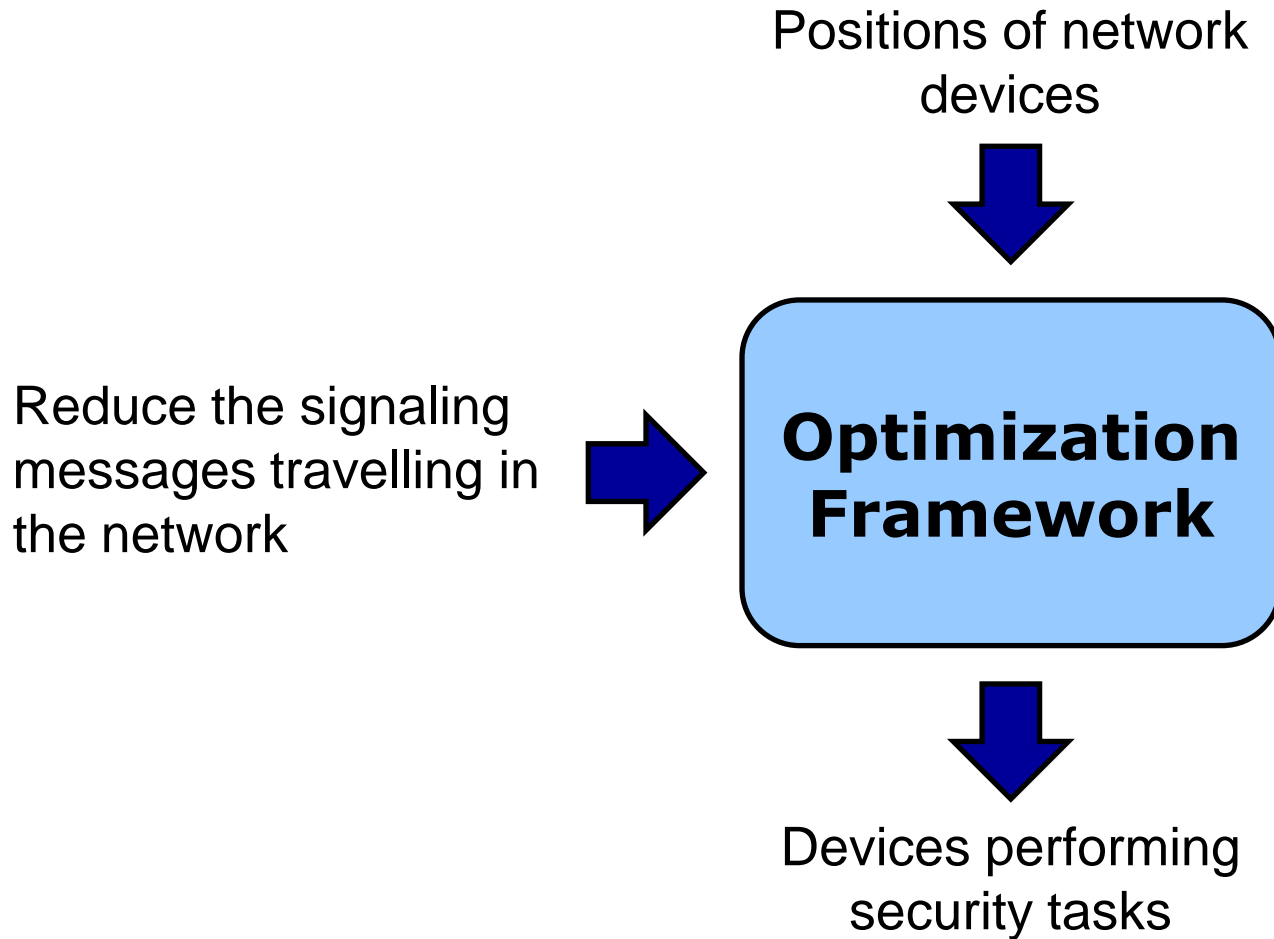 Positions of network
devices
Reduce the signaling
messages travelling in
the network
Optimization
Framework
Devices performing
security tasks